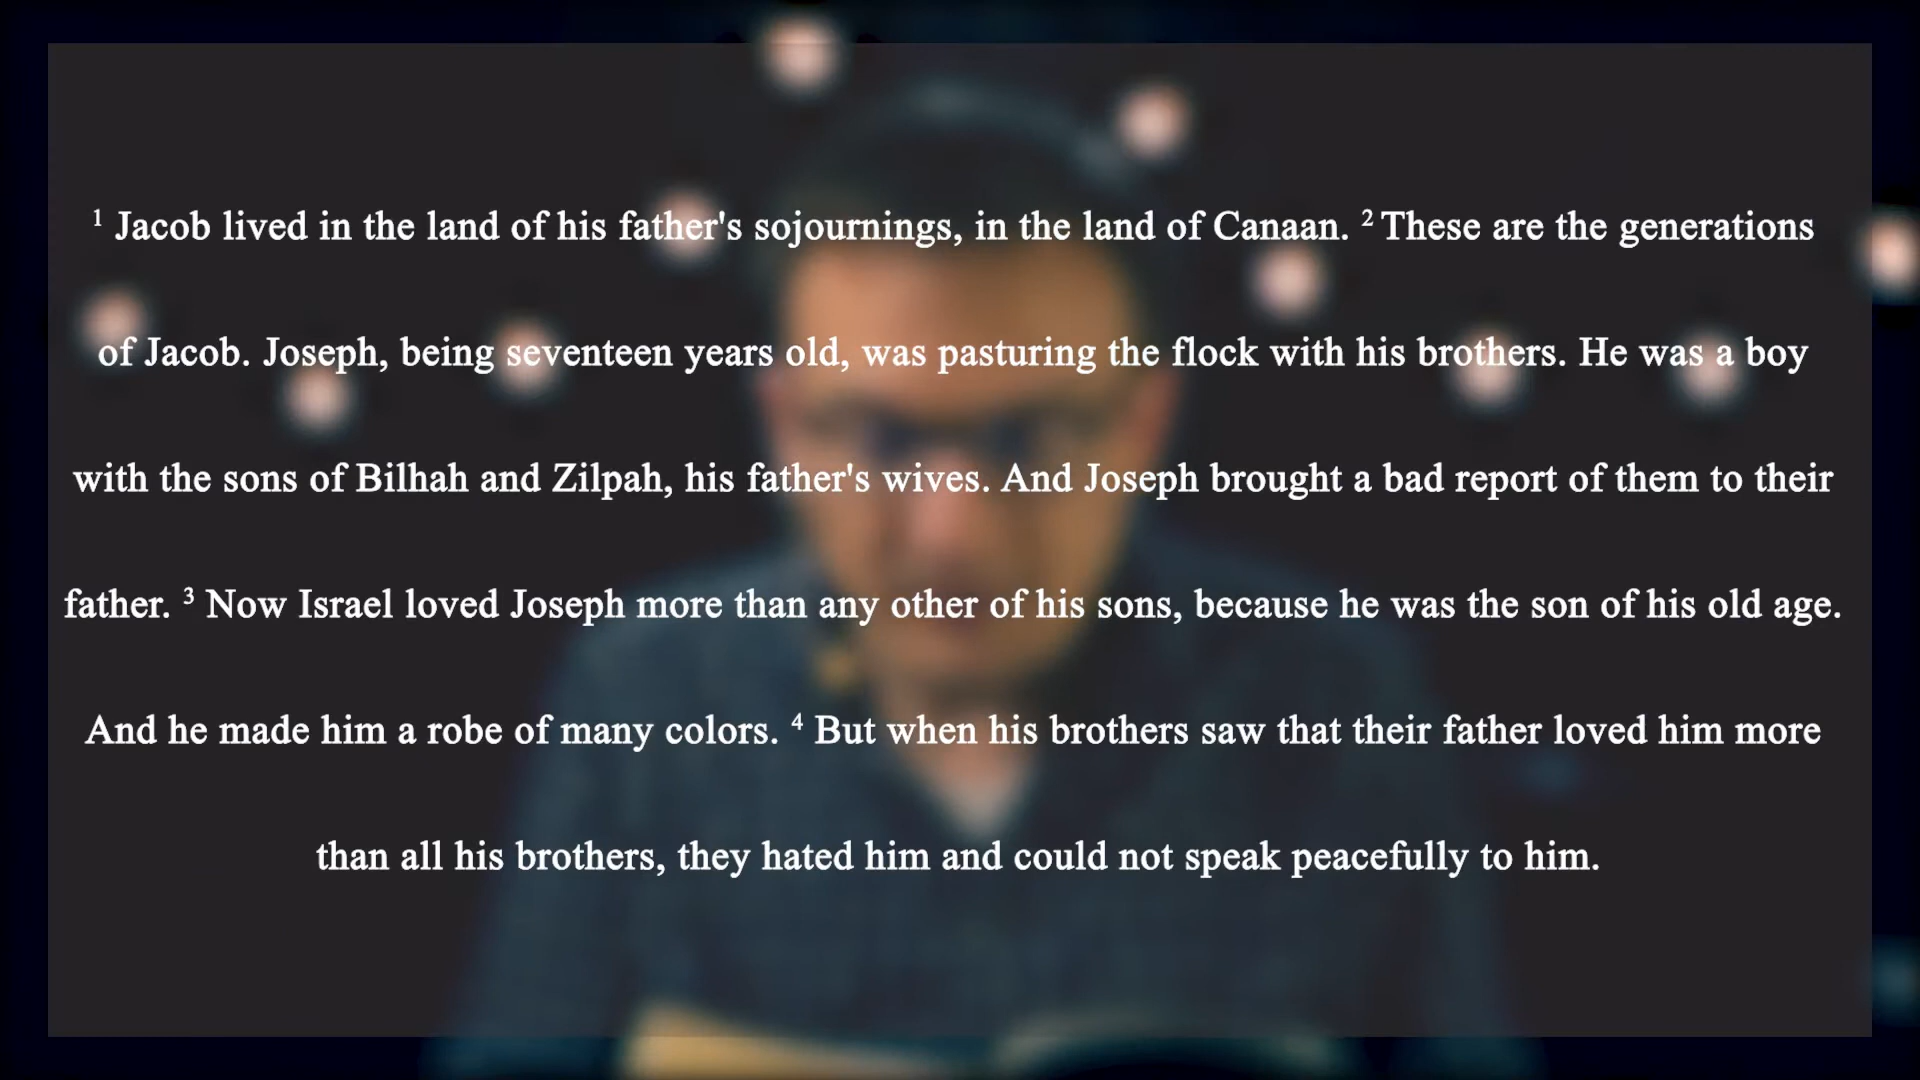 1 Jacob lived in the land of his father's sojournings, in the land of Canaan. 2 These are the generations
of Jacob. Joseph, being seventeen years old, was pasturing the flock with his brothers. He was a boy
with the sons of Bilhah and Zilpah, his father's wives. And Joseph brought a bad report of them to their
father. 3 Now Israel loved Joseph more than any other of his sons, because he was the son of his old age.
And he made him a robe of many colors. 4 But when his brothers saw that their father loved him more
than all his brothers, they hated him and could not speak peacefully to him.